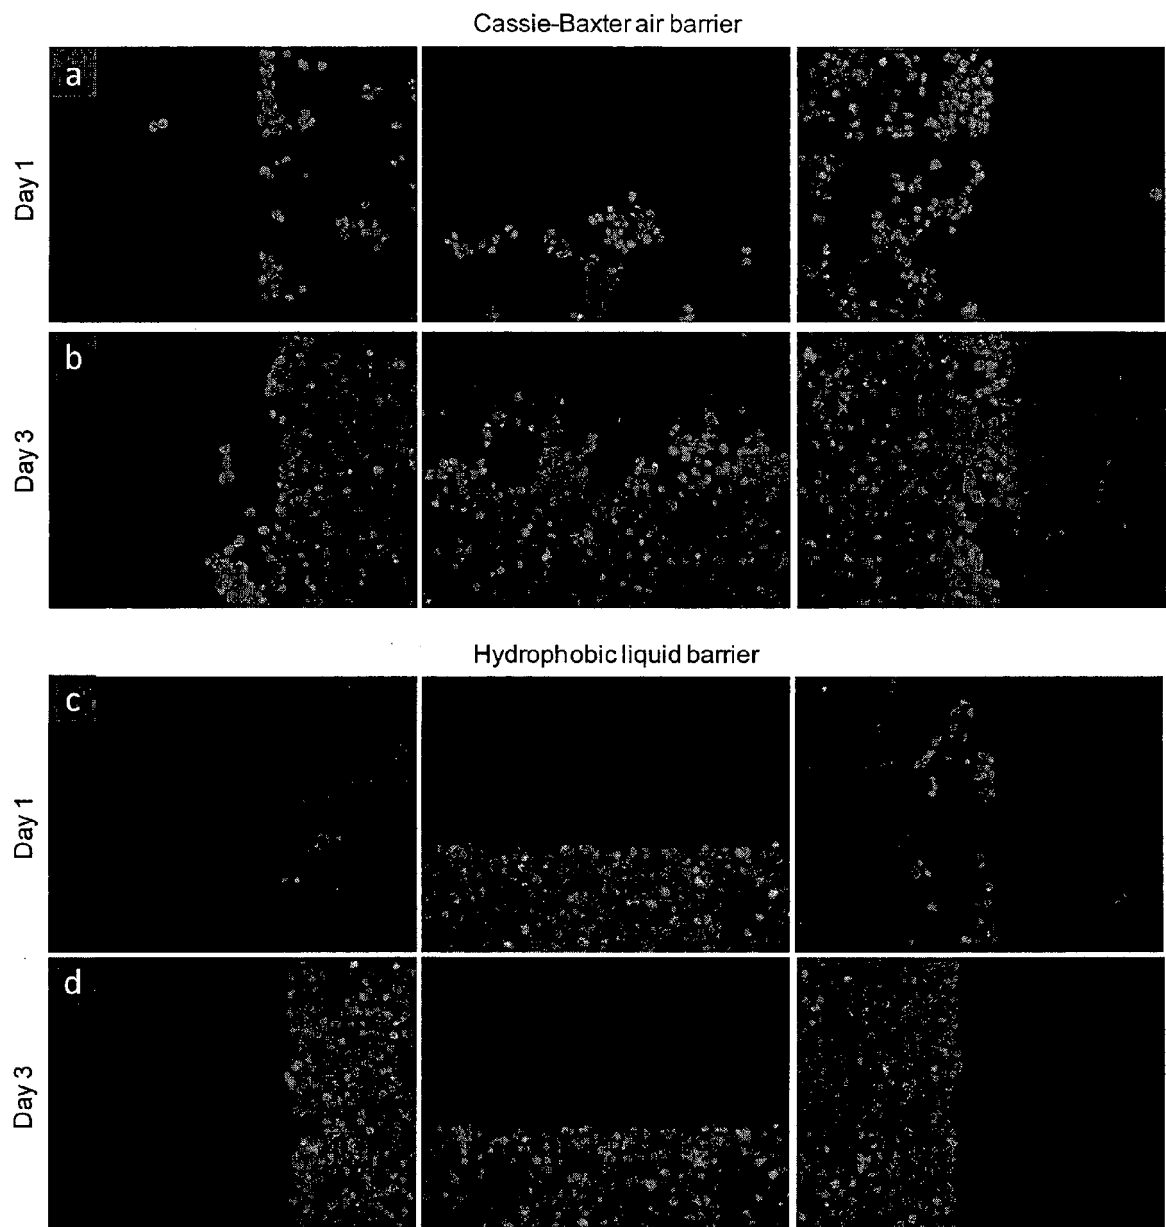 Cassie-Baxter air barrier
a
Day 1
b
Day 3
Hydrophobic liquid barrier
c
Day 1
d
Day 3